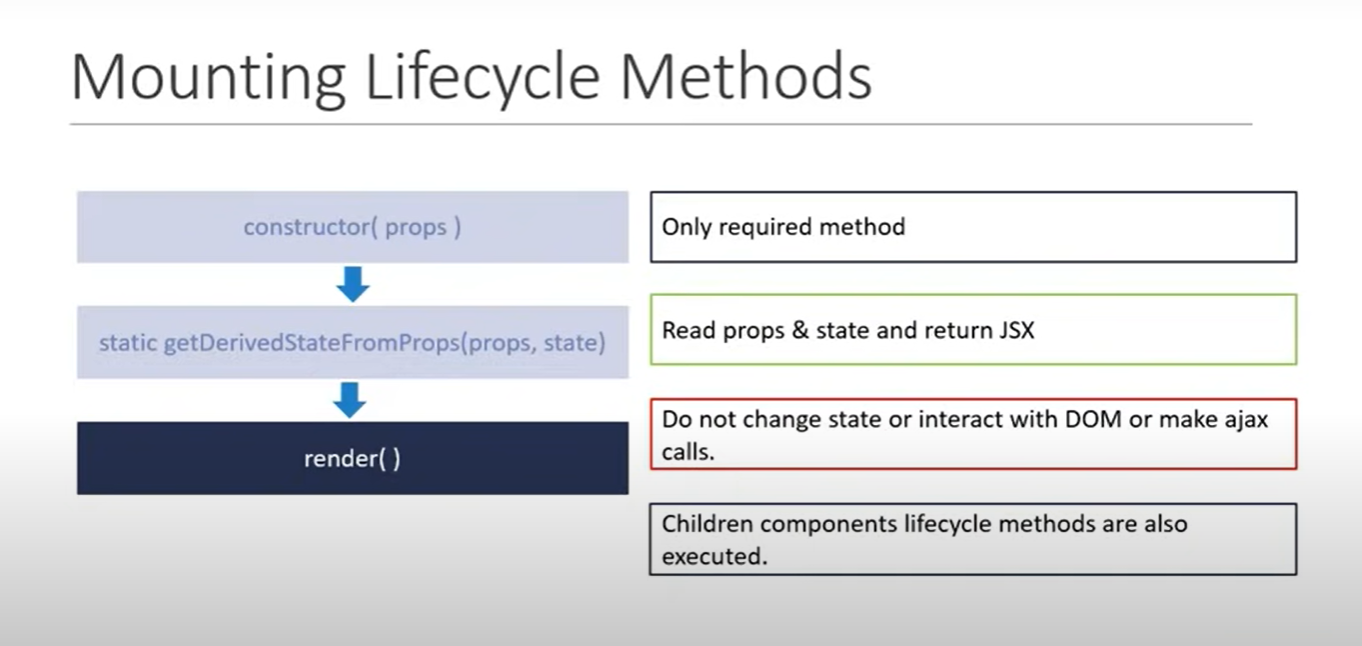 Mounting Lifecycle Methods
constructor( props )
static getDerivedStateFromProps(props, state)
render( )
Only required method
Read props & state and return JSX
Do not change state or interact with DOM or make ajax
calls.
Children components lifecycle methods are also
executed.